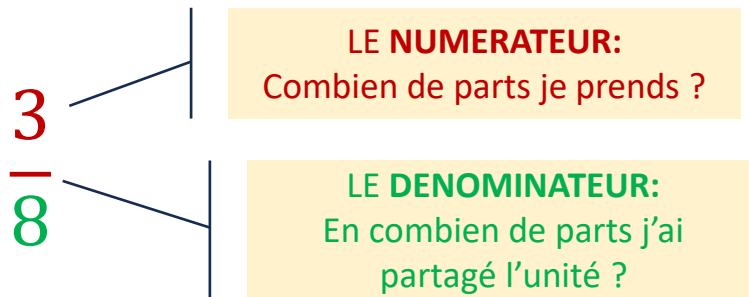 LE NUMERATEUR:
Combien de parts je prends ?
3
8
LE DENOMINATEUR:
En combien de parts j’ai
partagé l’unité ?